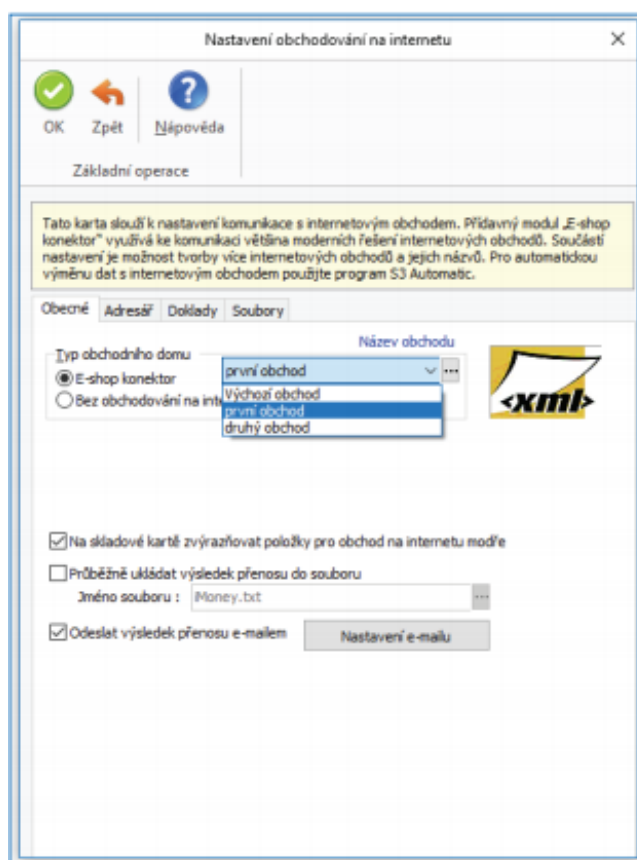 Nastavení obchodování na internetu
OK Zpět Nápověda
Základní operace
Tato karta slouží k nastavení komunikace s internetovým obchodem. Přídavný modul „E-shop
konektor" využívá ke komunikaci většina moderních řešení internetových obchodů. Součástí
nastavení je možnost tvorby více internetových obchodů a jejich názvů. Pro automatickou
výměnu dat s internetovým obchodem použijte program S3 Automatic.
Obecné Adresář Doklady Soubory
Název obchodu
Typ obchodního domu
E-shop konektor
první obchod
Bez obchodování na inte
Výchozí obchod
první obchod
druhý obchod
<xml>
Na skladové kartě zvýrazňovat položky pro obchod na internetu modře
Průběžně ukládat výsledek přenosu do souboru
Jméno souboru : iMoney.txt
Odeslat výsledek přenosu e-mailem Nastavení e-mailu